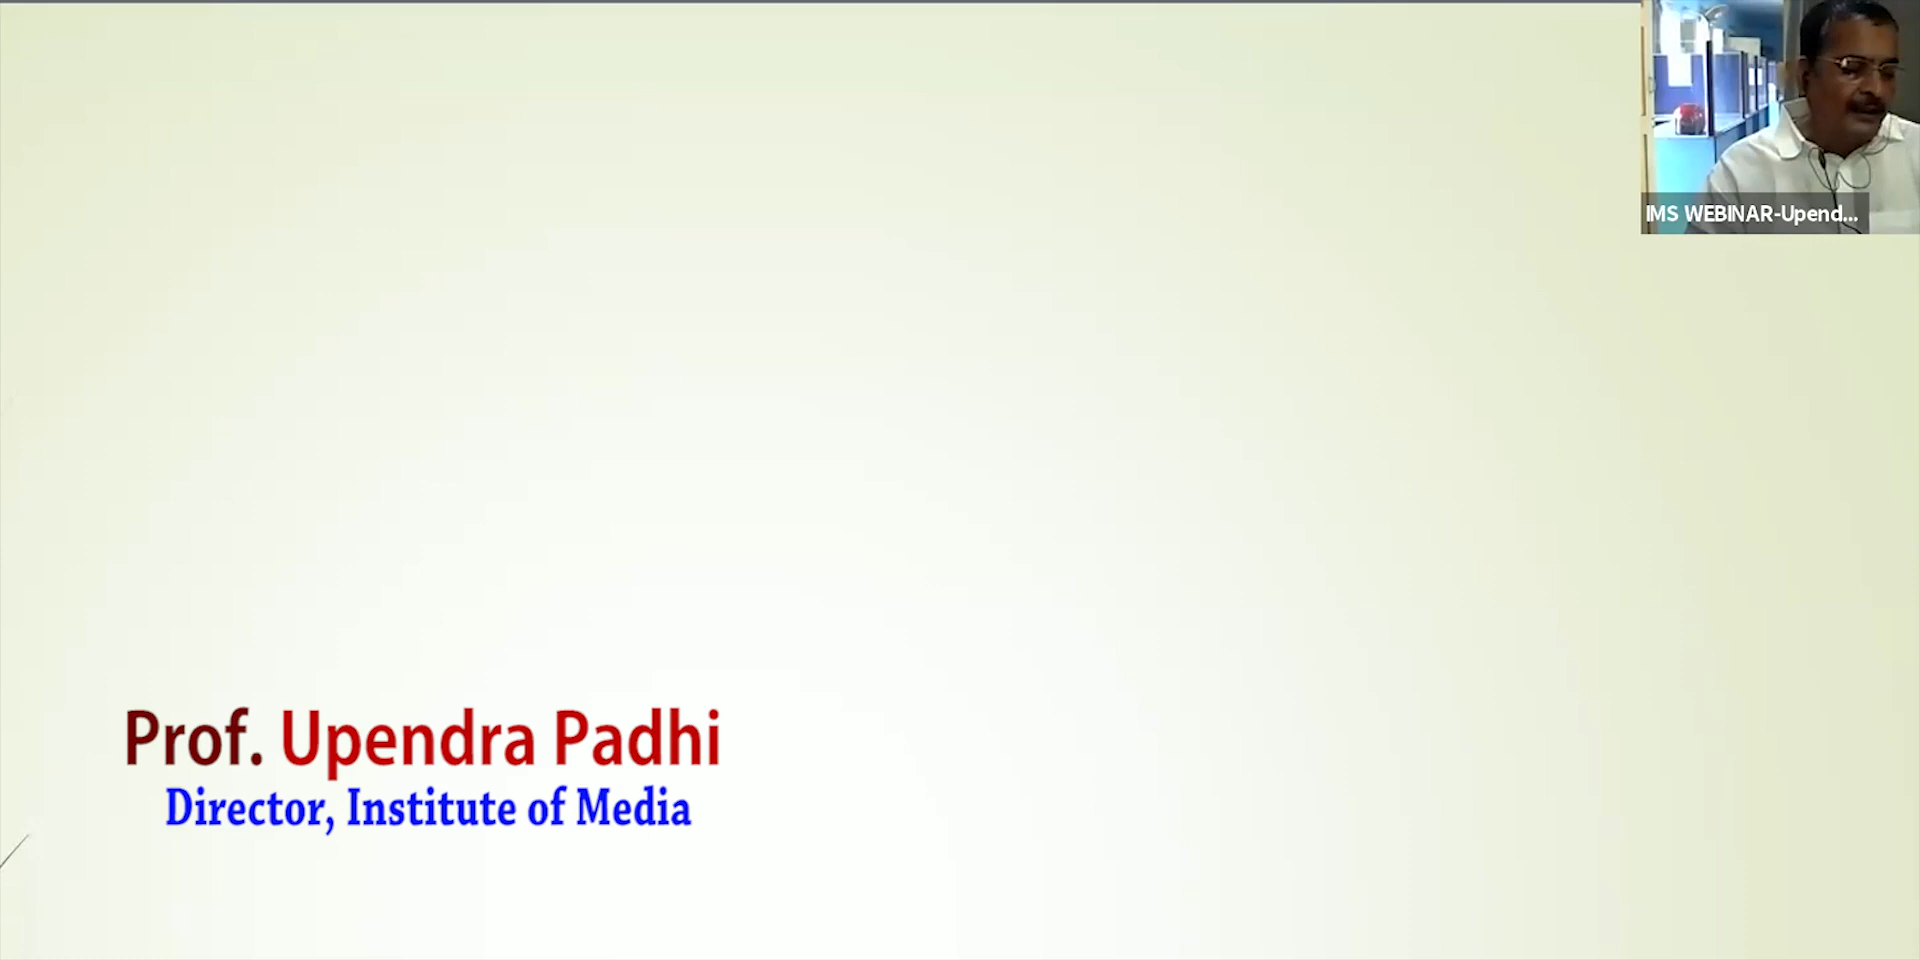 IMS WEBINAR-Upend...
Prof. Upendra Padhi
Director, Institute of Media